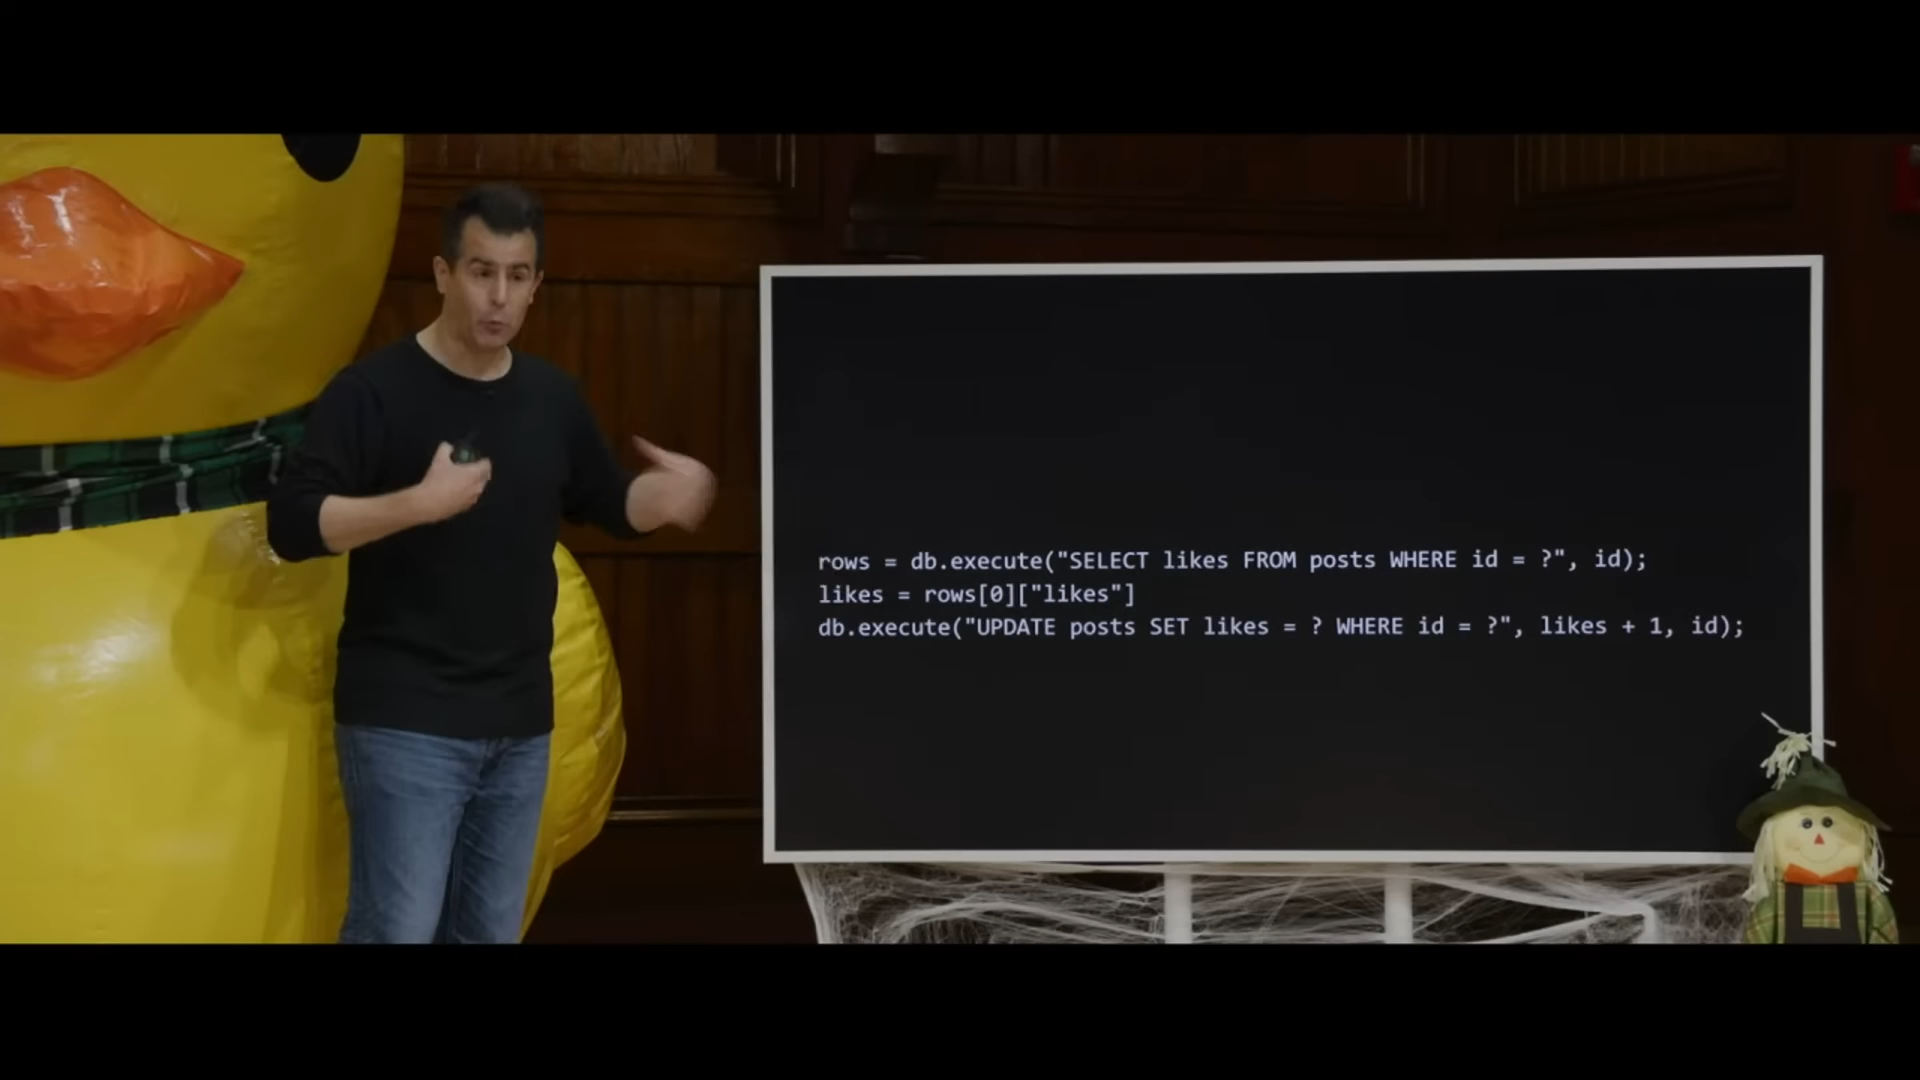 rows = db.execute("SELECT likes FROM posts WHERE id = ?", id);
likes = rows[0]["likes"]
db.execute("UPDATE posts SET likes = ? WHERE id = ?", likes + 1, id);